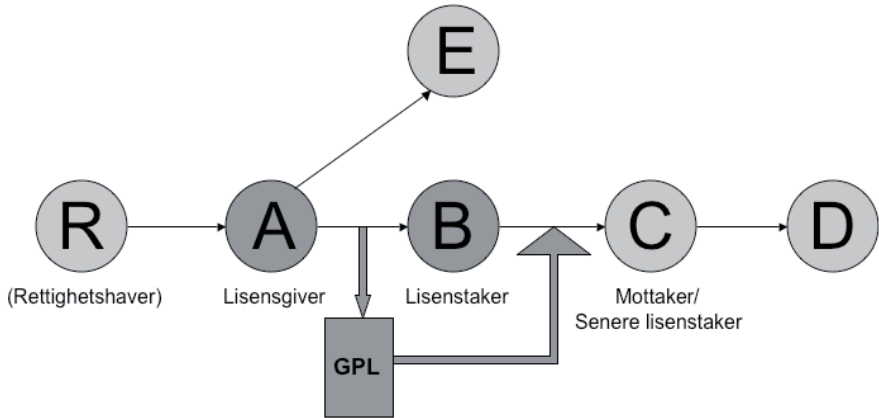 E
R
A
B
C
D
(Rettighetshaver)
Lisensgiver
Lisenstaker
Mottaker/
Senere lisenstaker
GPL